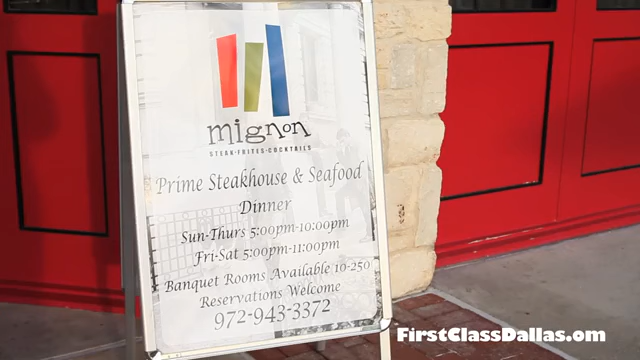 mignon
STEAK·FRITES·COCKTAILS
Prime Steakhouse & Seafood
Dinner
Sun-Thurs 5:00pm-10:00pm
Fri-Sat 5:00pm-11:00pm
Banquet Rooms Available 10-250
Reservations Welcome
972-943-3372
FirstClassDallas.com